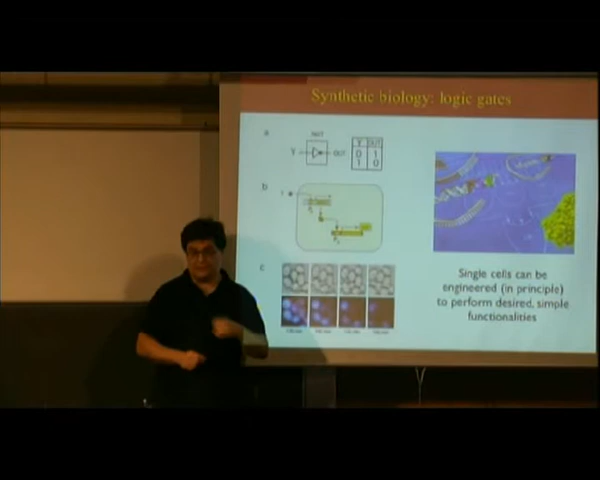 Synthetic biology: logic gates
a
NOT
Y
OUT
Y OUT
0 1
1 0
b
c
Single cells can be
engineered (in principle)
to perform desired, simple
functionalities